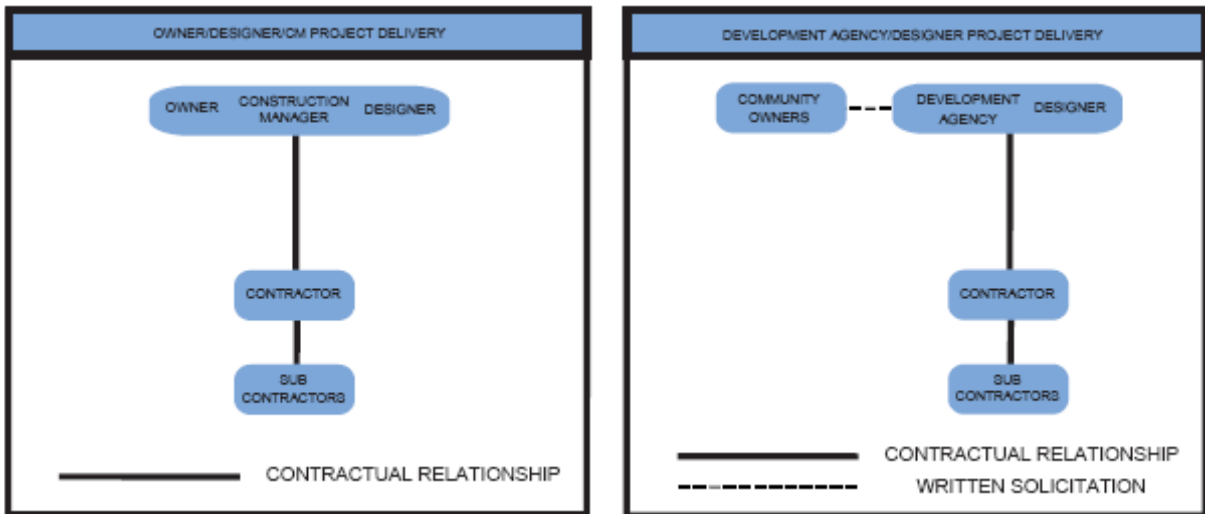 OWNER/DESIGNER/CM PROJECT DELIVERY
OWNER
CONSTRUCTION
MANAGER
DESIGNER
CONTRACTOR
SUB
CONTRACTORS
CONTRACTUAL RELATIONSHIP
DEVELOPMENT AGENCY/DESIGNER PROJECT DELIVERY
COMMUNITY
OWNERS
DEVELOPMENT
AGENCY
DESIGNER
CONTRACTOR
SUB
CONTRACTORS
CONTRACTUAL RELATIONSHIP
WRITTEN SOLICITATION